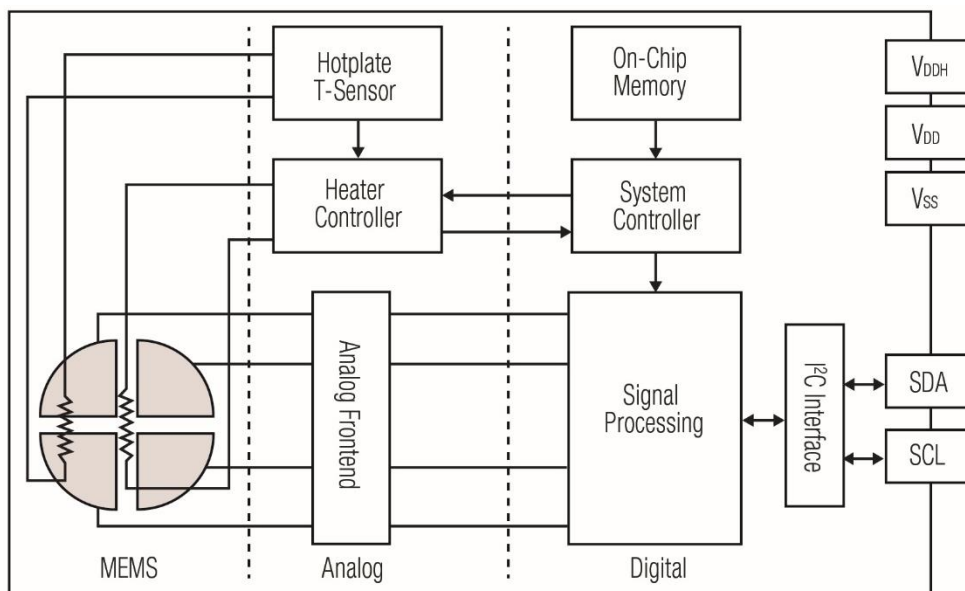 Hotplate
T-Sensor
On-Chip
Memory
VDDH
VDD
VSS
Heater
Controller
System
Controller
Analog Frontend
Signal
Processing
I²C Interface
SDA
SCL
MEMS
Analog
Digital